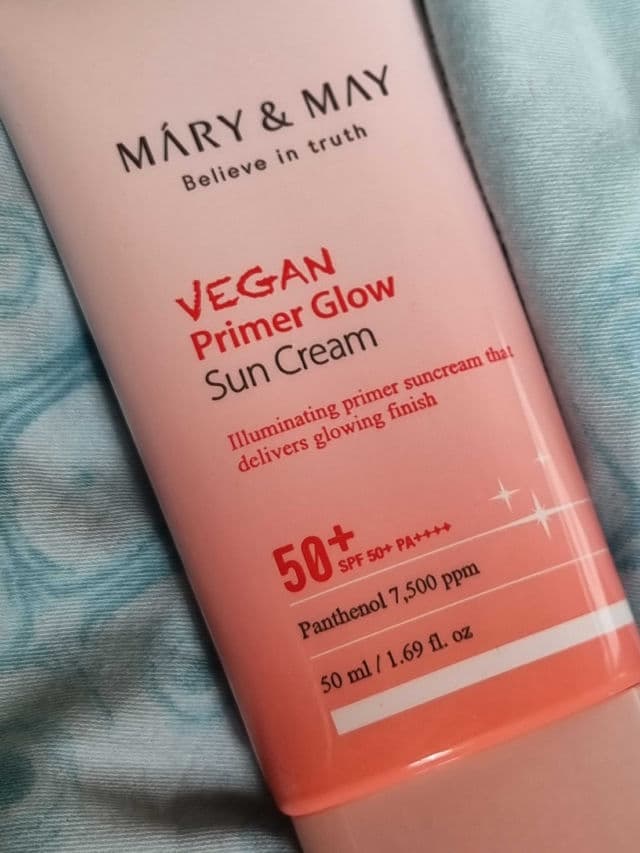 MÁRY & MAY
Believe in truth
VEGAN
Primer Glow
Sun Cream
Illuminating primer suncream that
delivers glowing finish
50+
SPF 50+ PA++++
Panthenol 7,500 ppm
50 ml / 1.69 fl. oz